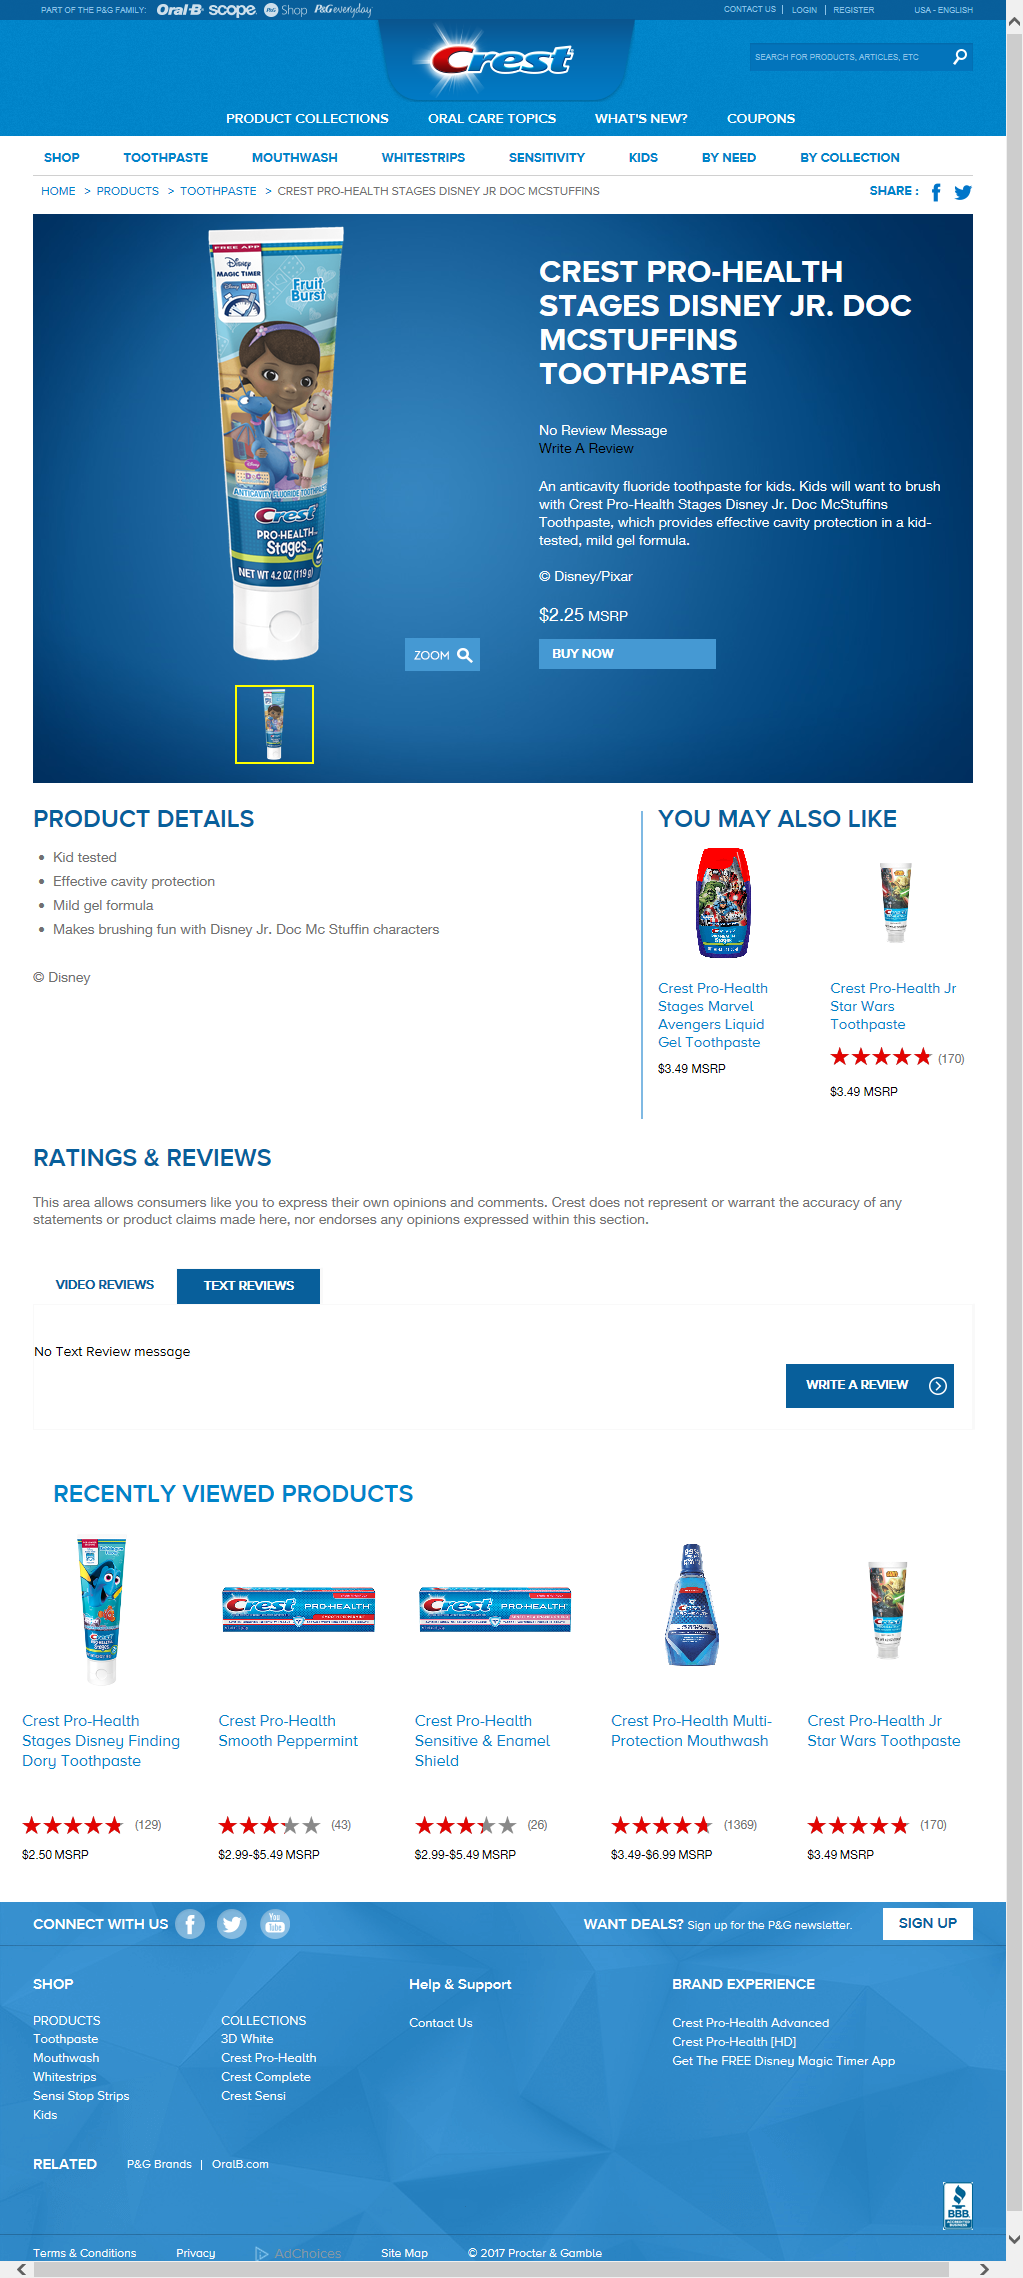 PART OF THE P&G FAMILY: Oral-B scope P&G Shop P&G everyday
CONTACT US | LOGIN | REGISTER USA - ENGLISH
Crest
SEARCH FOR PRODUCTS, ARTICLES, ETC
PRODUCT COLLECTIONS ORAL CARE TOPICS WHAT'S NEW? COUPONS
SHOP TOOTHPASTE MOUTHWASH WHITESTRIPS SENSITIVITY KIDS BY NEED BY COLLECTION
HOME > PRODUCTS > TOOTHPASTE > CREST PRO-HEALTH STAGES DISNEY JR DOC MCSTUFFINS
SHARE :
FREE APP
Disney
MAGIC TIMER
Fruit
Burst
ANTICAVITY FLUORIDE TOOTHPASTE
Crest
PRO-HEALTH
Stages
NET WT 4.2 OZ (119 g)
ZOOM
CREST PRO-HEALTH
STAGES DISNEY JR. DOC
MCSTUFFINS
TOOTHPASTE
No Review Message
Write A Review
An anticavity fluoride toothpaste for kids. Kids will want to brush
with Crest Pro-Health Stages Disney Jr. Doc McStuffins
Toothpaste, which provides effective cavity protection in a kid-
tested, mild gel formula.
© Disney/Pixar
$2.25 MSRP
BUY NOW
PRODUCT DETAILS
Kid tested
Effective cavity protection
Mild gel formula
Makes brushing fun with Disney Jr. Doc Mc Stuffin characters
© Disney
YOU MAY ALSO LIKE
Crest Pro-Health
Stages Marvel
Avengers Liquid
Gel Toothpaste
$3.49 MSRP
Crest Pro-Health Jr
Star Wars
Toothpaste
(170)
$3.49 MSRP
RATINGS & REVIEWS
This area allows consumers like you to express their own opinions and comments. Crest does not represent or warrant the accuracy of any
statements or product claims made here, nor endorses any opinions expressed within this section.
VIDEO REVIEWS TEXT REVIEWS
No Text Review message
WRITE A REVIEW
RECENTLY VIEWED PRODUCTS
Crest PRO-HEALTH
Crest PRO-HEALTH
Crest Pro-Health
Stages Disney Finding
Dory Toothpaste
(129)
$2.50 MSRP
Crest Pro-Health
Smooth Peppermint
(43)
$2.99-$5.49 MSRP
Crest Pro-Health
Sensitive & Enamel
Shield
(26)
$2.99-$5.49 MSRP
Crest Pro-Health Multi-
Protection Mouthwash
(1369)
$3.49-$6.99 MSRP
Crest Pro-Health Jr
Star Wars Toothpaste
(170)
$3.49 MSRP
CONNECT WITH US You Tube
WANT DEALS? Sign up for the P&G newsletter. SIGN UP
SHOP
PRODUCTS
Toothpaste
Mouthwash
Whitestrips
Sensi Stop Strips
Kids
COLLECTIONS
3D White
Crest Pro-Health
Crest Complete
Crest Sensi
Help & Support
Contact Us
BRAND EXPERIENCE
Crest Pro-Health Advanced
Crest Pro-Health [HD]
Get The FREE Disney Magic Timer App
RELATED P&G Brands | OralB.com
BBB
Terms & Conditions Privacy AdChoices Site Map © 2017 Procter & Gamble